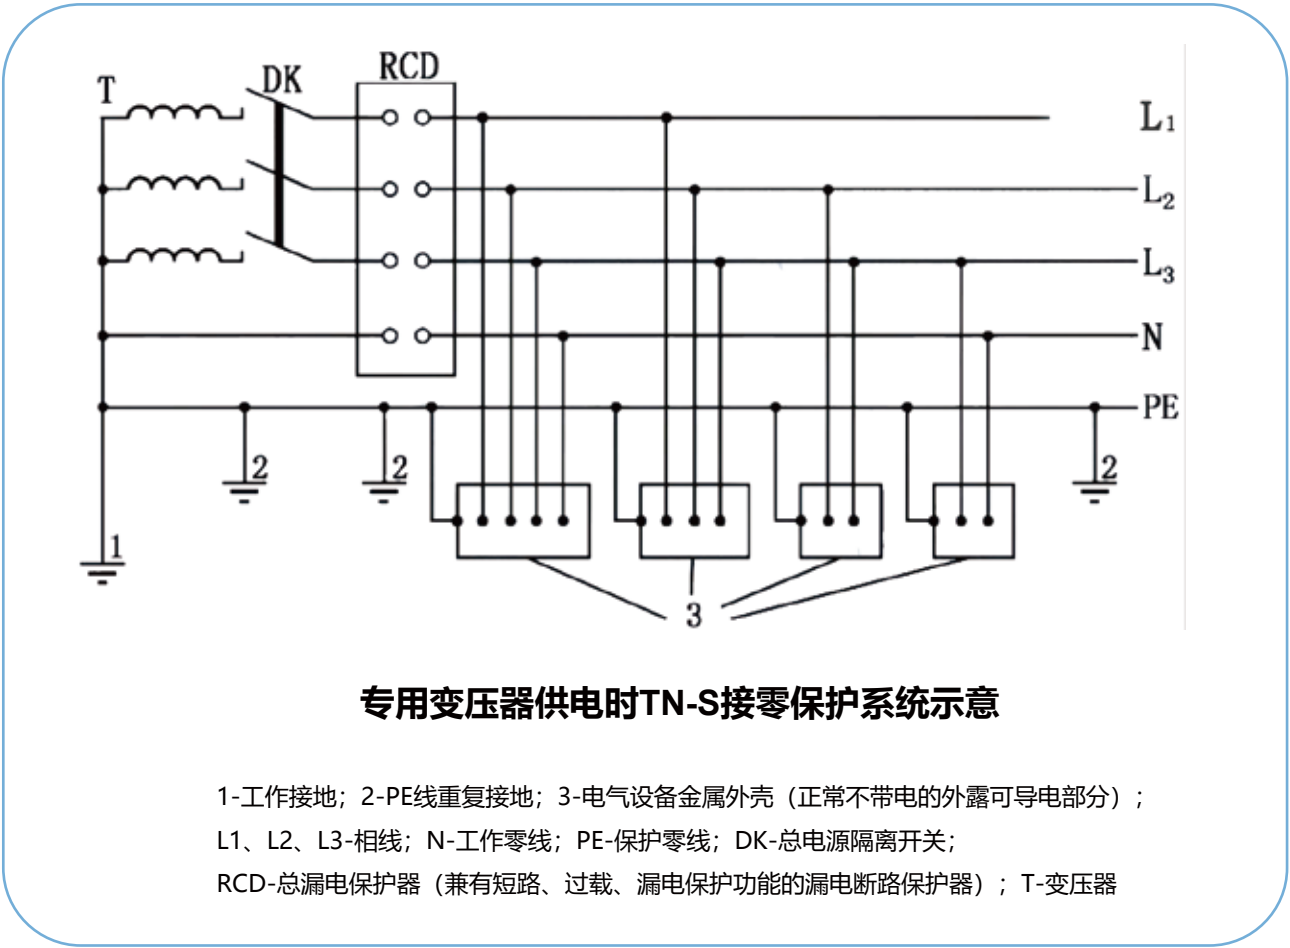 RCD
DK
T
L1
L2
L3
N
PE
2
2
2
1
3
专用变压器供电时TN-S接零保护系统示意
1-工作接地；2-PE线重复接地；3-电气设备金属外壳（正常不带电的外露可导电部分）；
L1、L2、L3-相线；N-工作零线；PE-保护零线；DK-总电源隔离开关；
RCD-总漏电保护器（兼有短路、过载、漏电保护功能的漏电断路保护器）；T-变压器